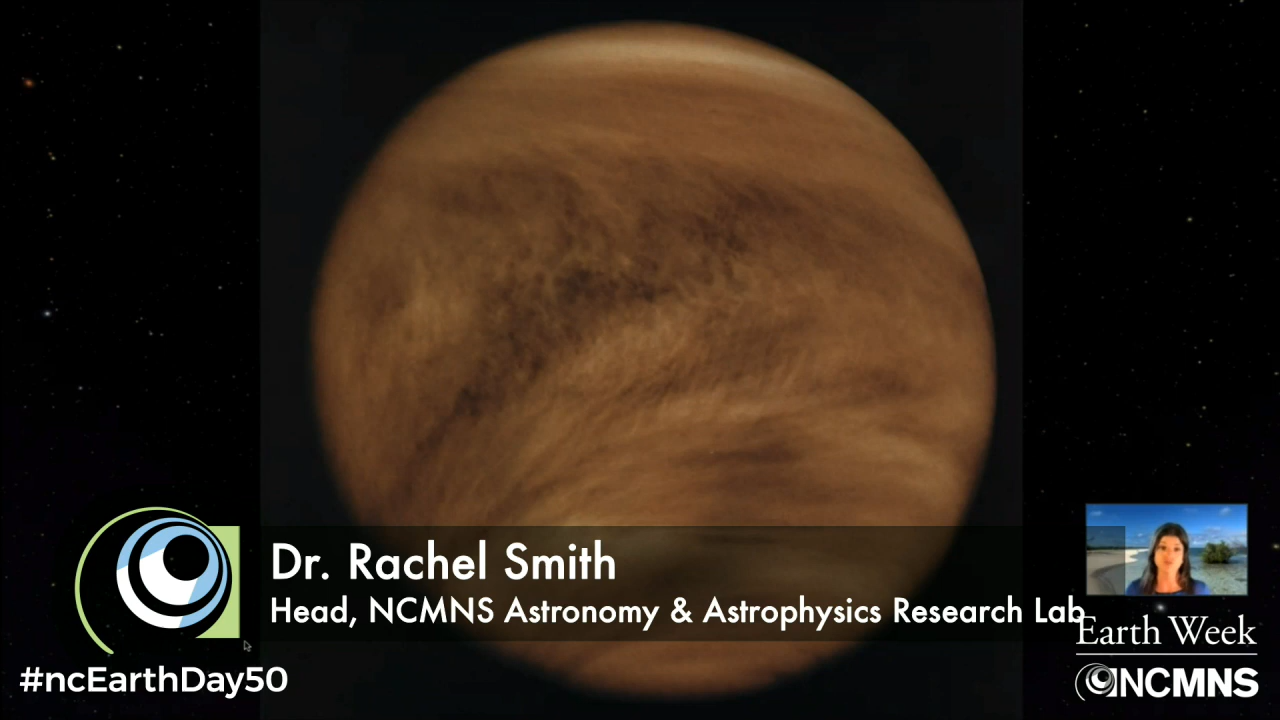 Dr. Rachel Smith
Head, NCMNS Astronomy & Astrophysics Research Lab
#ncEarthDay50
Earth Week
NCMNS